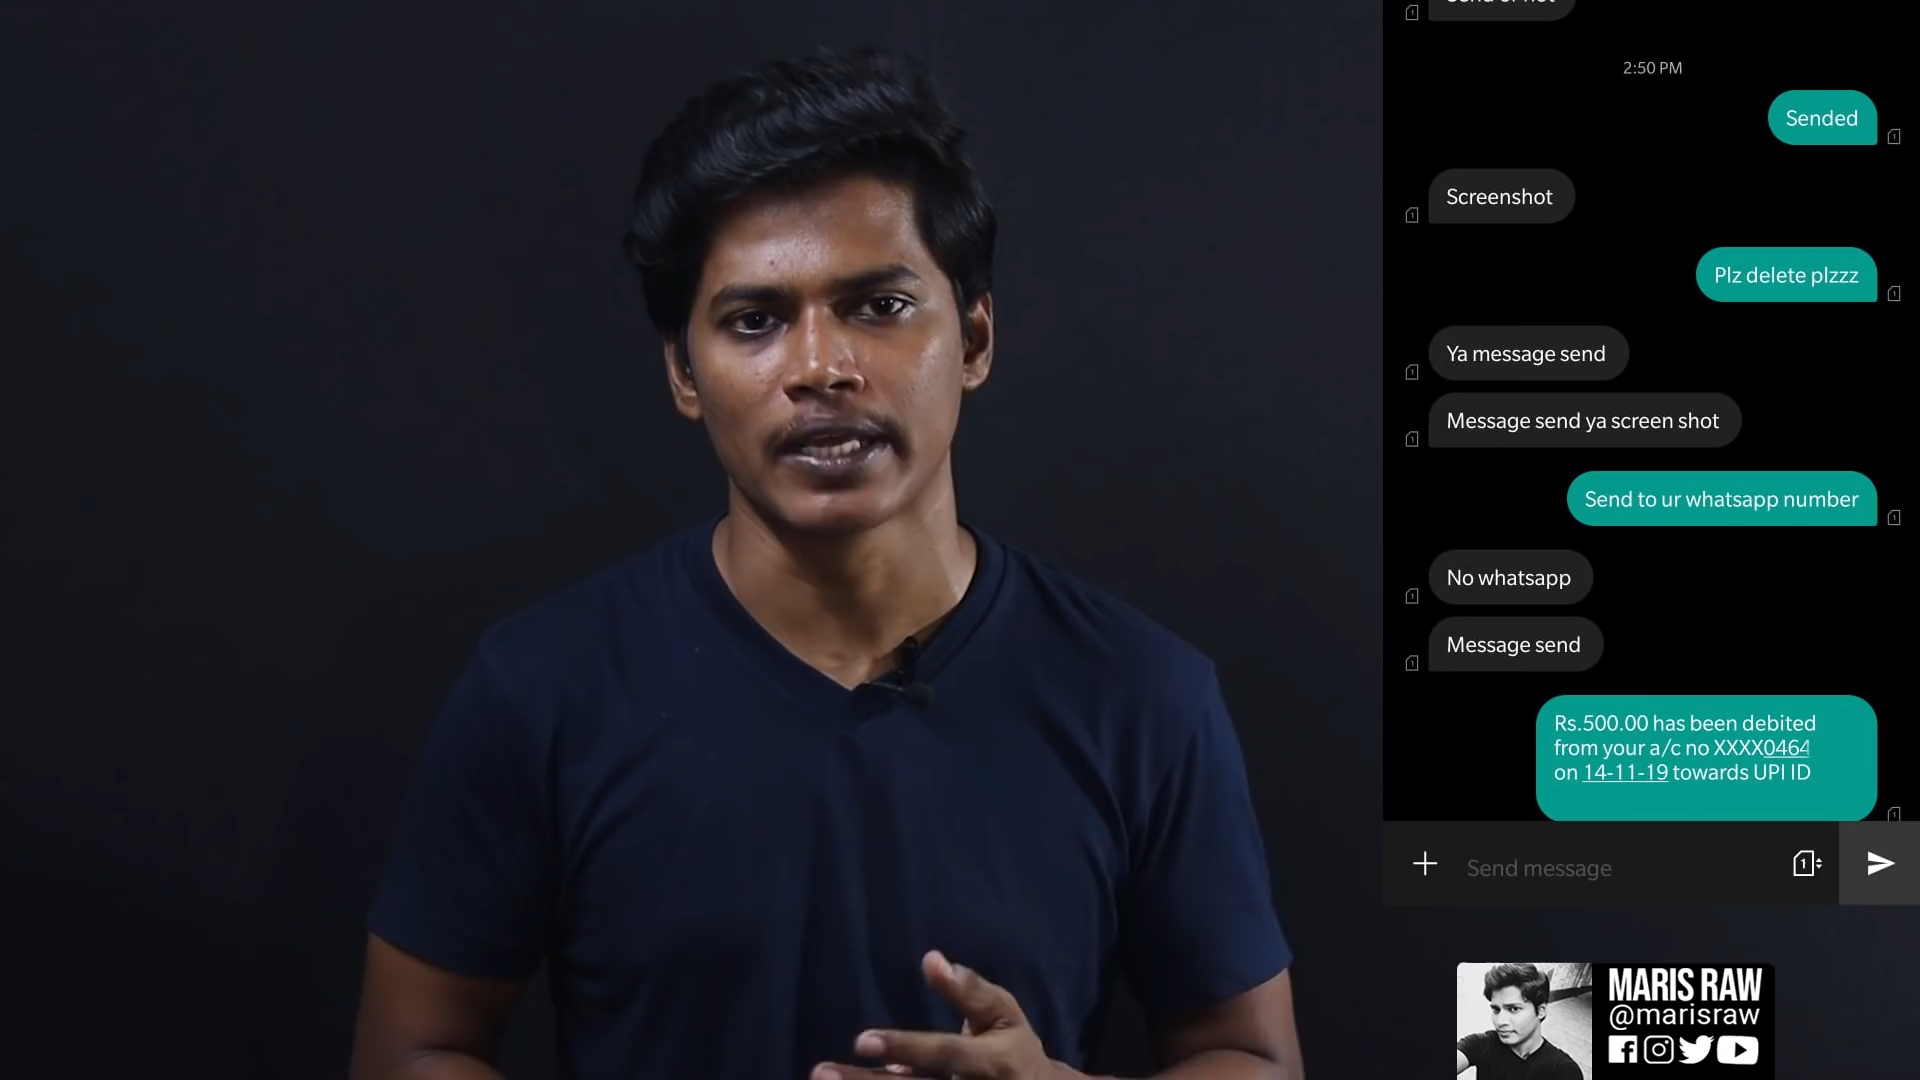 2:50 PM
Sended
Screenshot
Plz delete plzzz
Ya message send
Message send ya screen shot
Send to ur whatsapp number
No whatsapp
Message send
Rs.500.00 has been debited
from your a/c no XXXX0464
on 14-11-19 towards UPI ID
Send message
MARIS RAW
@marisraw